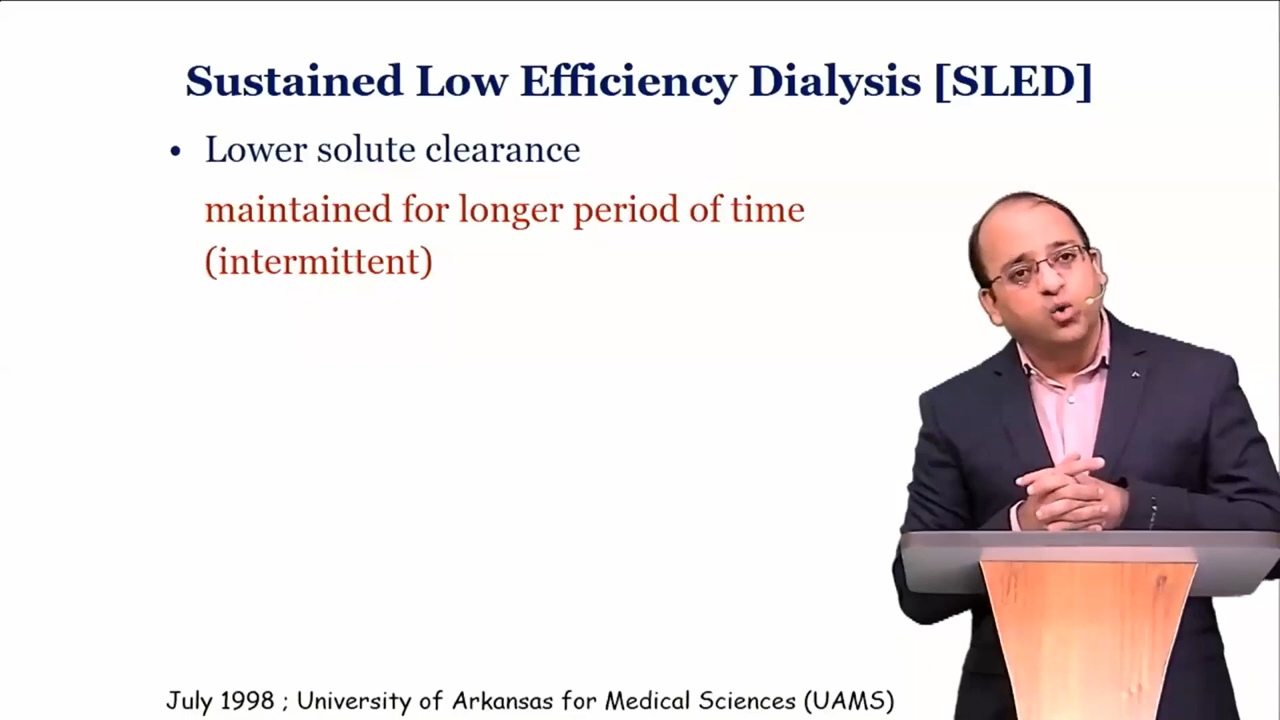 Sustained Low Efficiency Dialysis [SLED]
• Lower solute clearance
maintained for longer period of time
(intermittent)
July 1998 ; University of Arkansas for Medical Sciences (UAMS)